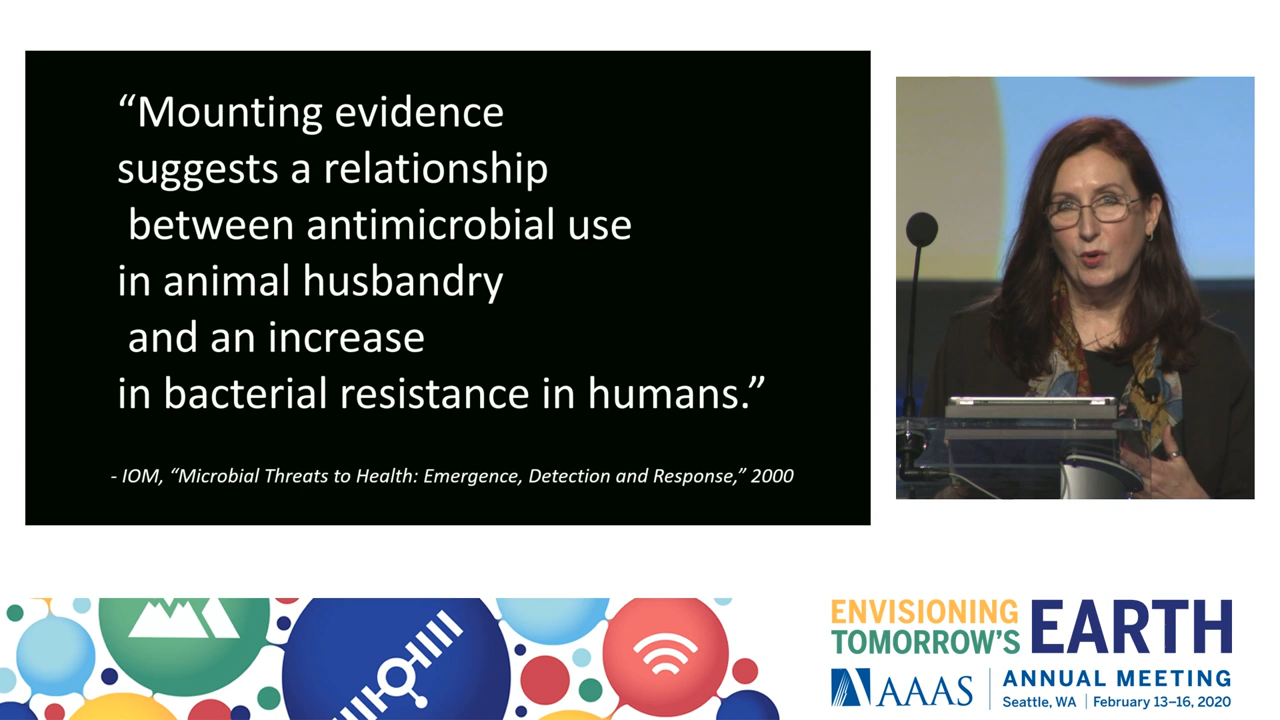 “Mounting evidence
suggests a relationship
between antimicrobial use
in animal husbandry
and an increase
in bacterial resistance in humans.”
- IOM, “Microbial Threats to Health: Emergence, Detection and Response,” 2000
ENVISIONING
TOMORROW’S
EARTH
AAAS
ANNUAL MEETING
Seattle, WA | February 13–16, 2020